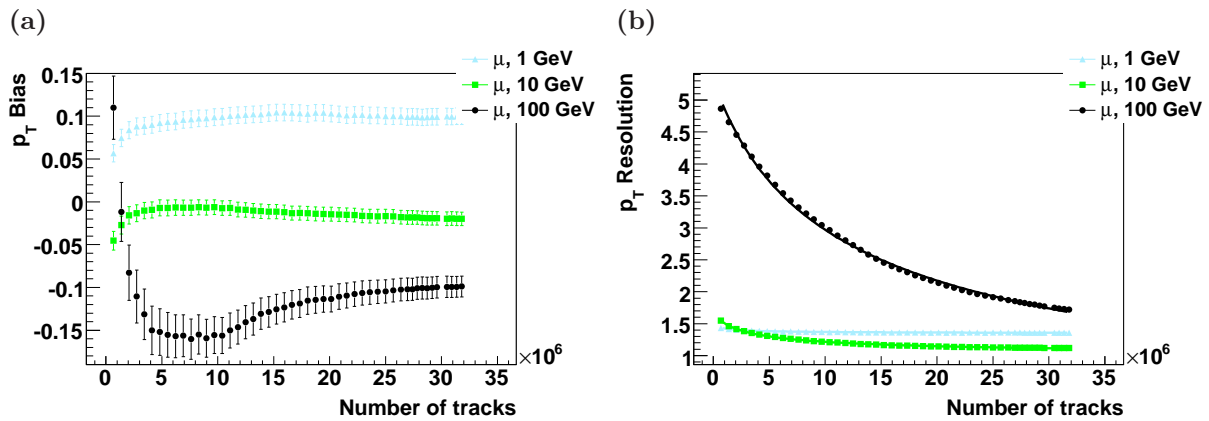 (a)
μ, 1 GeV
μ, 10 GeV
μ, 100 GeV
p_T Bias
0.15
0.1
0.05
0
-0.05
-0.1
-0.15
0 5 10 15 20 25 30 35
×10^6
Number of tracks
(b)
μ, 1 GeV
μ, 10 GeV
μ, 100 GeV
p_T Resolution
5
4.5
4
3.5
3
2.5
2
1.5
1
0 5 10 15 20 25 30 35
×10^6
Number of tracks